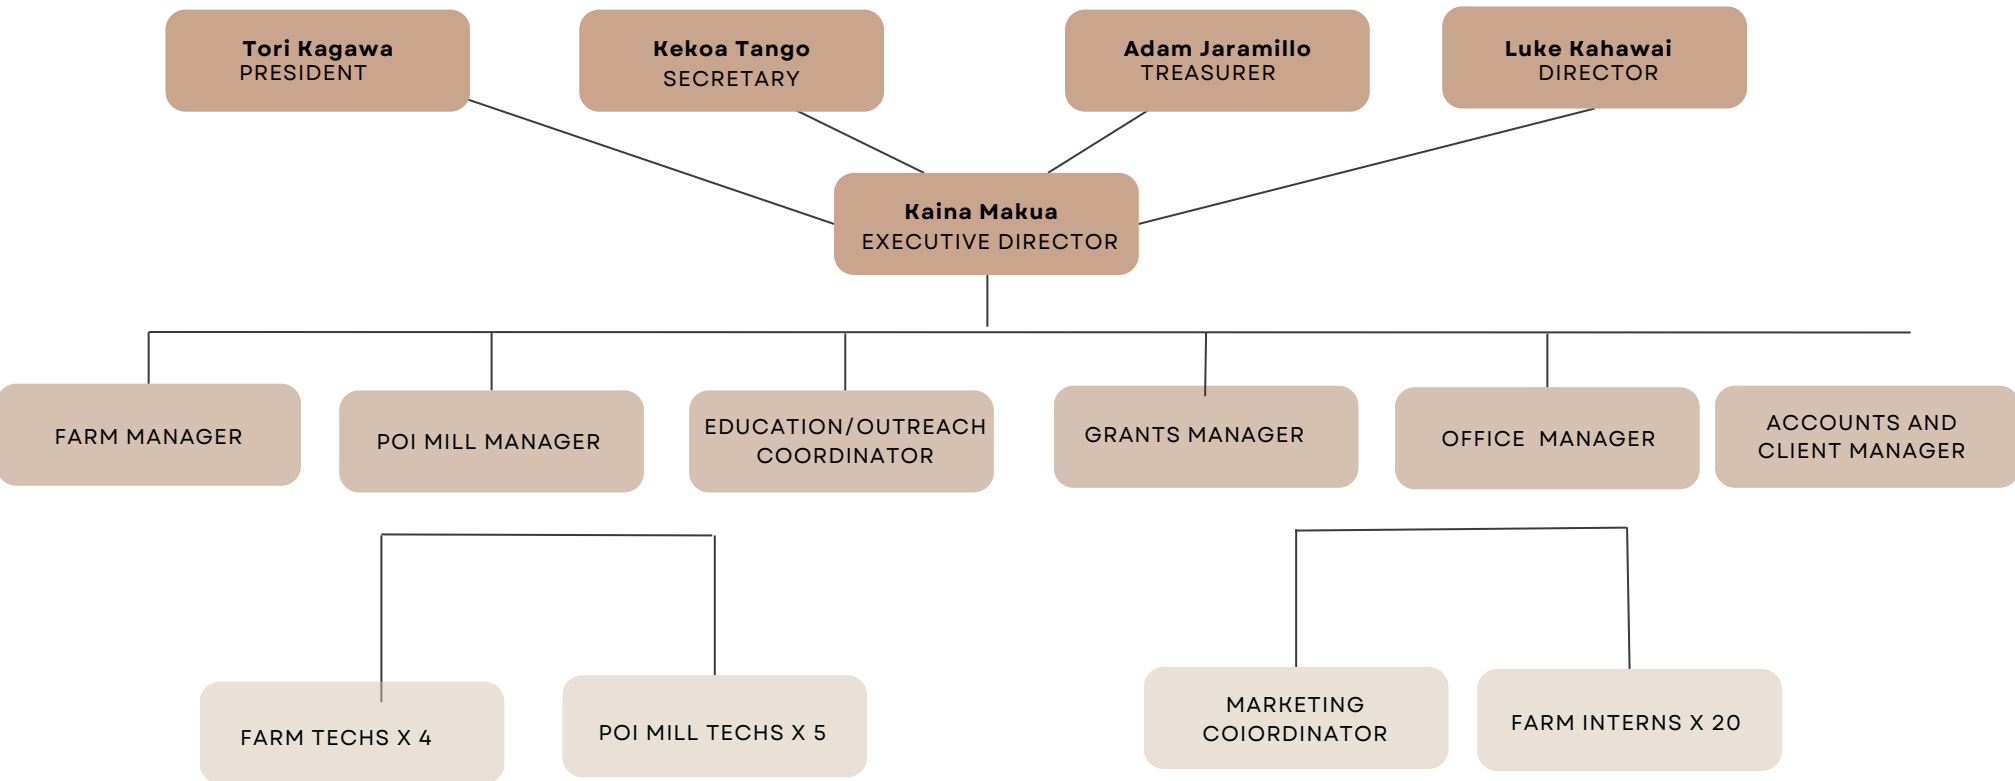 Tori Kagawa
PRESIDENT
Kekoa Tango
SECRETARY
Adam Jaramillo
TREASURER
Luke Kahawai
DIRECTOR
Kaina Makua
EXECUTIVE DIRECTOR
FARM MANAGER
POI MILL MANAGER
EDUCATION/OUTREACH
COORDINATOR
GRANTS MANAGER
OFFICE  MANAGER
ACCOUNTS AND
CLIENT MANAGER
FARM TECHS X 4
POI MILL TECHS X 5
MARKETING
COIORDINATOR
FARM INTERNS X 20